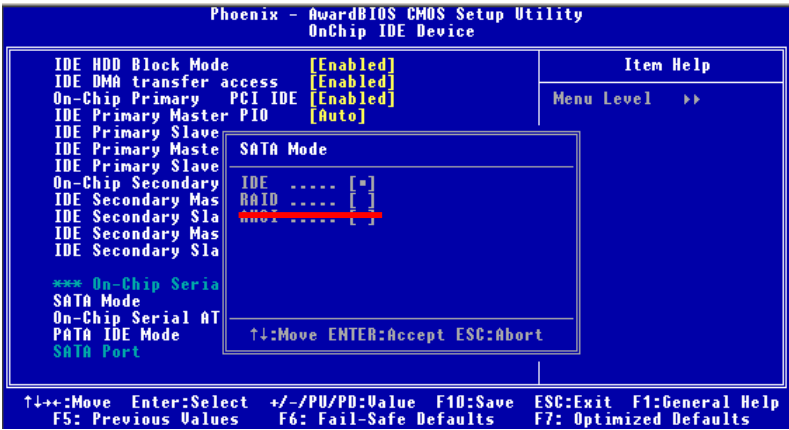 Phoenix - AwardBIOS CMOS Setup Utility
OnChip IDE Device
IDE HDD Block Mode [Enabled]
IDE DMA transfer access [Enabled]
On-Chip Primary PCI IDE [Enabled]
IDE Primary Master PIO [Auto]
IDE Primary Slave
IDE Primary Maste
IDE Primary Slave
On-Chip Secondary
IDE Secondary Mas
IDE Secondary Sla
IDE Secondary Mas
IDE Secondary Sla
*** On-Chip Seria
SATA Mode
On-Chip Serial AT
PATA IDE Mode
SATA Port
SATA Mode
IDE ..... [▪]
RAID ..... [ ]
AHCI ..... [ ]
↑↓:Move ENTER:Accept ESC:Abort
Item Help
Menu Level ▸▸
↑↓→←:Move Enter:Select +/-/PU/PD:Value F10:Save ESC:Exit F1:General Help
F5: Previous Values F6: Fail-Safe Defaults F7: Optimized Defaults